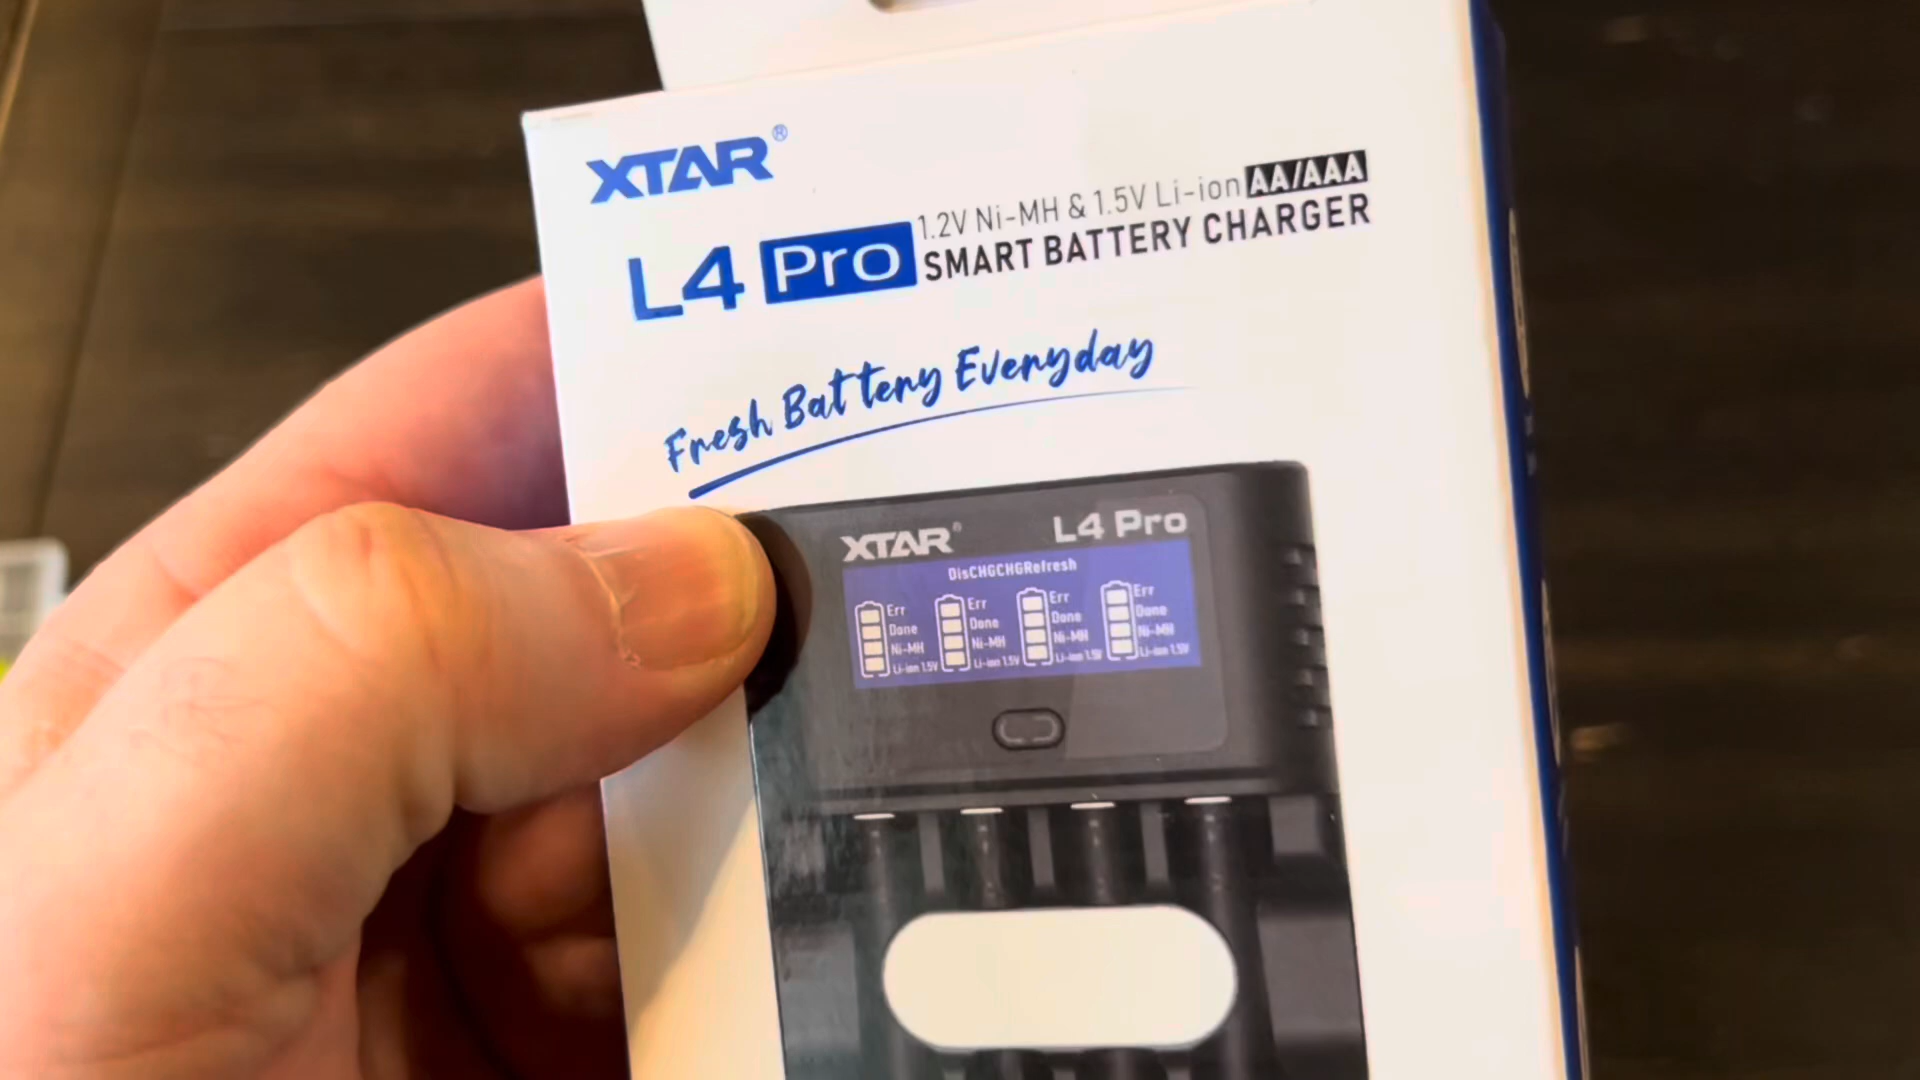 XTAR®
L4 Pro
1.2V Ni-MH & 1.5V Li-ion AA/AAA
SMART BATTERY CHARGER
Fresh Battery Everyday
XTAR® L4 Pro
DisCHGCHGRefresh
Err Err Err Err
Done Done Done Done
Ni-MH Ni-MH Ni-MH Ni-MH
Li-ion 1.5V Li-ion 1.5V Li-ion 1.5V Li-ion 1.5V